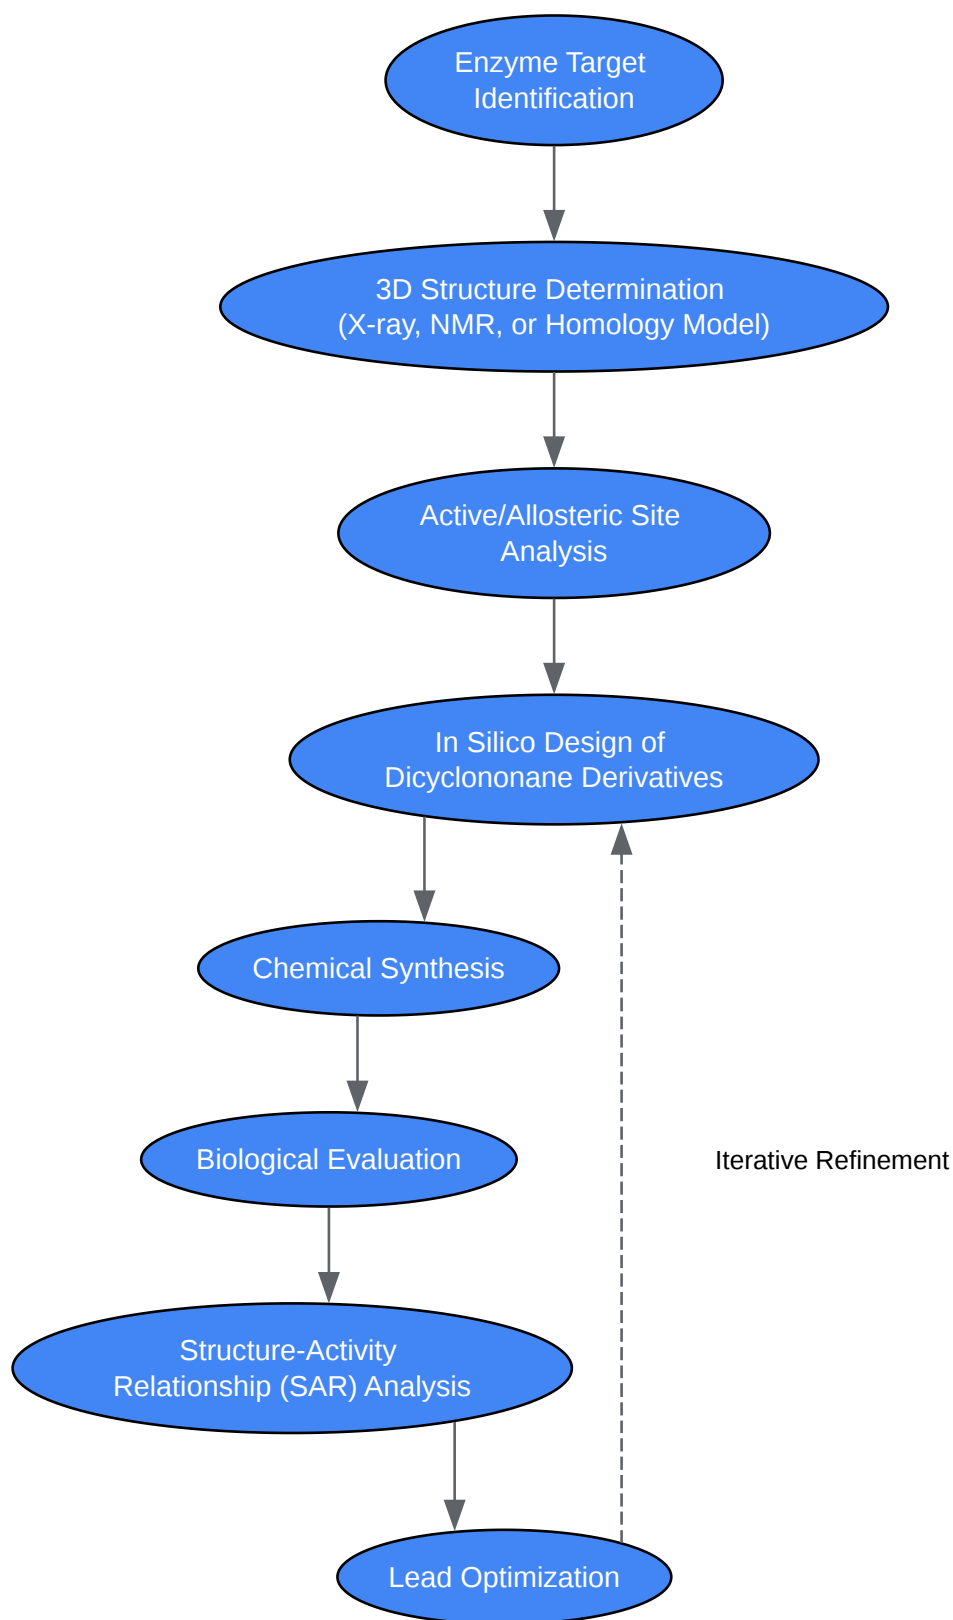 Enzyme Target
Identification
3D Structure Determination
(X-ray, NMR, or Homology Model)
Active/Allosteric Site
Analysis
In Silico Design of
Dicyclononane Derivatives
Chemical Synthesis
Biological Evaluation
Iterative Refinement
Structure-Activity
Relationship (SAR) Analysis
Lead Optimization